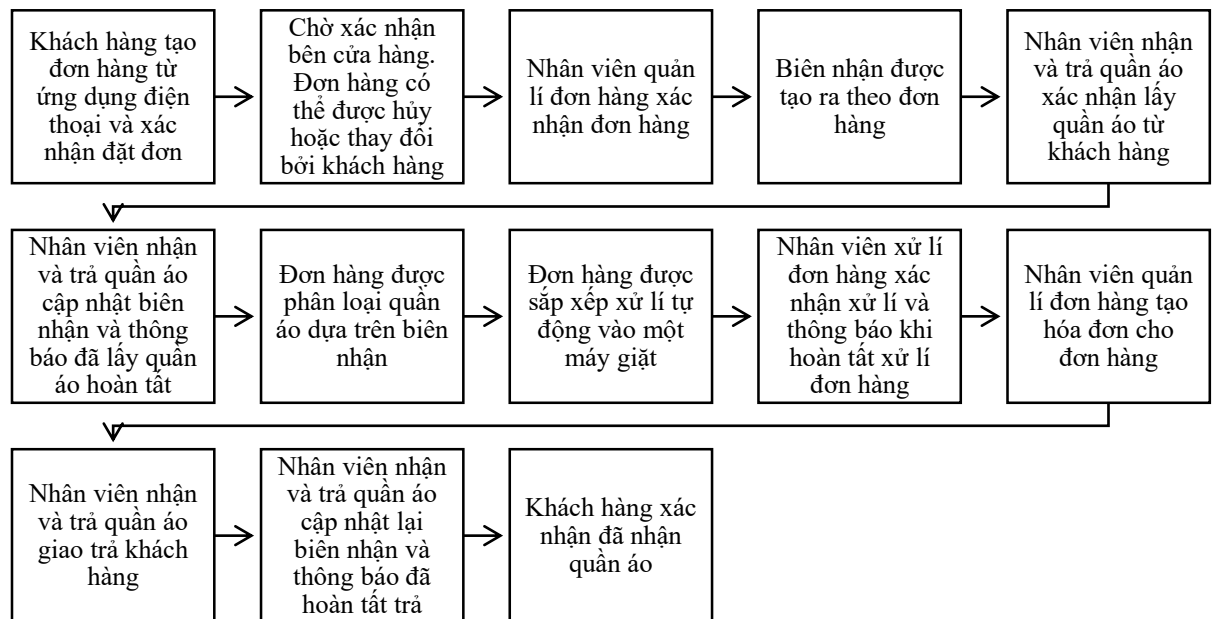 Khách hàng tạo
đơn hàng từ
ứng dụng điện
thoại và xác
nhận đặt đơn
Chờ xác nhận
bên cửa hàng.
Đơn hàng có
thể được hủy
hoặc thay đổi
bởi khách hàng
Nhân viên quản
lí đơn hàng xác
nhận đơn hàng
Biên nhận được
tạo ra theo đơn
hàng
Nhân viên nhận
và trả quần áo
xác nhận lấy
quần áo từ
khách hàng
Nhân viên nhận
và trả quần áo
cập nhật biên
nhận và thông
báo đã lấy quần
áo hoàn tất
Đơn hàng được
phân loại quần
áo dựa trên biên
nhận
Đơn hàng được
sắp xếp xử lí tự
động vào một
máy giặt
Nhân viên xử lí
đơn hàng xác
nhận xử lí và
thông báo khi
hoàn tất xử lí
đơn hàng
Nhân viên quản
lí đơn hàng tạo
hóa đơn cho
đơn hàng
Nhân viên nhận
và trả quần áo
giao trả khách
hàng
Nhân viên nhận
và trả quần áo
cập nhật lại
biên nhận và
thông báo đã
hoàn tất trả
Khách hàng xác
nhận đã nhận
quần áo